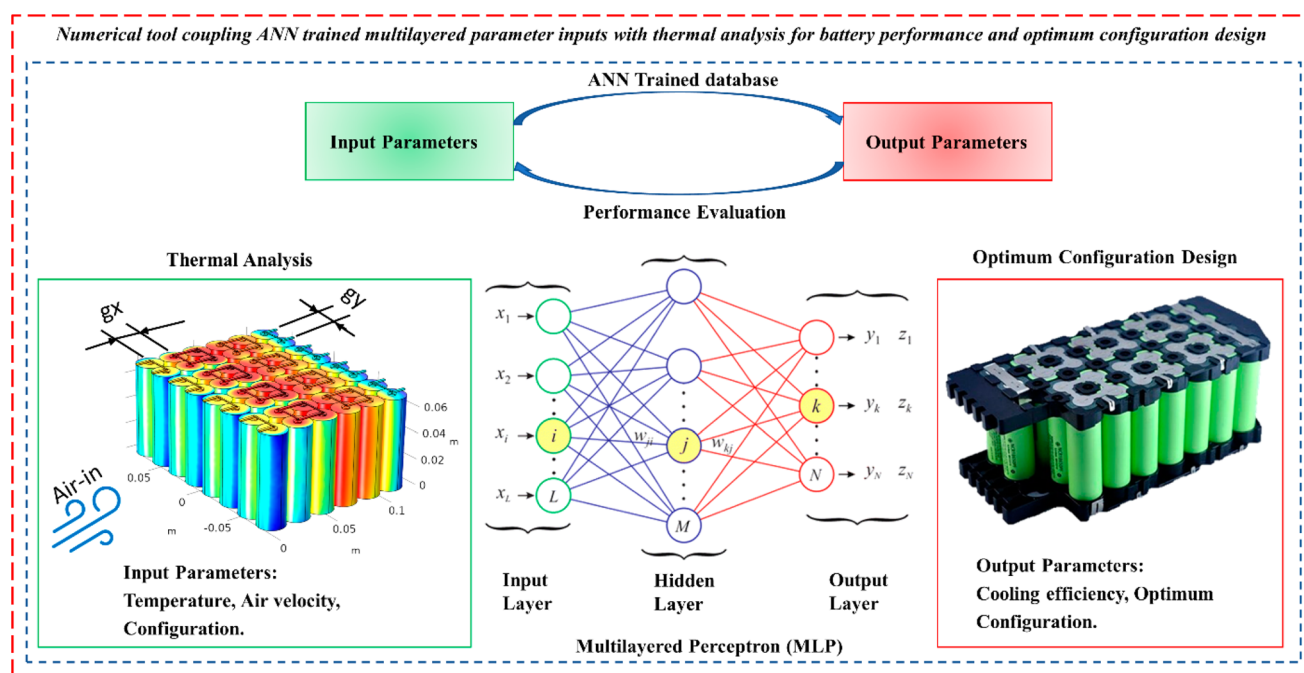 Numerical tool coupling ANN trained multilayered parameter inputs with thermal analysis for battery performance and optimum configuration design
ANN Trained database
Input Parameters
Output Parameters
Performance Evaluation
Thermal Analysis
gx
gy
0.06
0.04
m
0.02
0
0.05
0
-0.05
m
0.1
0.05
m
0
Air-in
Input Parameters:
Temperature, Air velocity,
Configuration.
x1
x2
xi
xL
i
L
wji
j
M
wkj
k
N
y1 z1
yk zk
yN zN
Input
Layer
Hidden
Layer
Output
Layer
Multilayered Perceptron (MLP)
Optimum Configuration Design
Output Parameters:
Cooling efficiency, Optimum
Configuration.